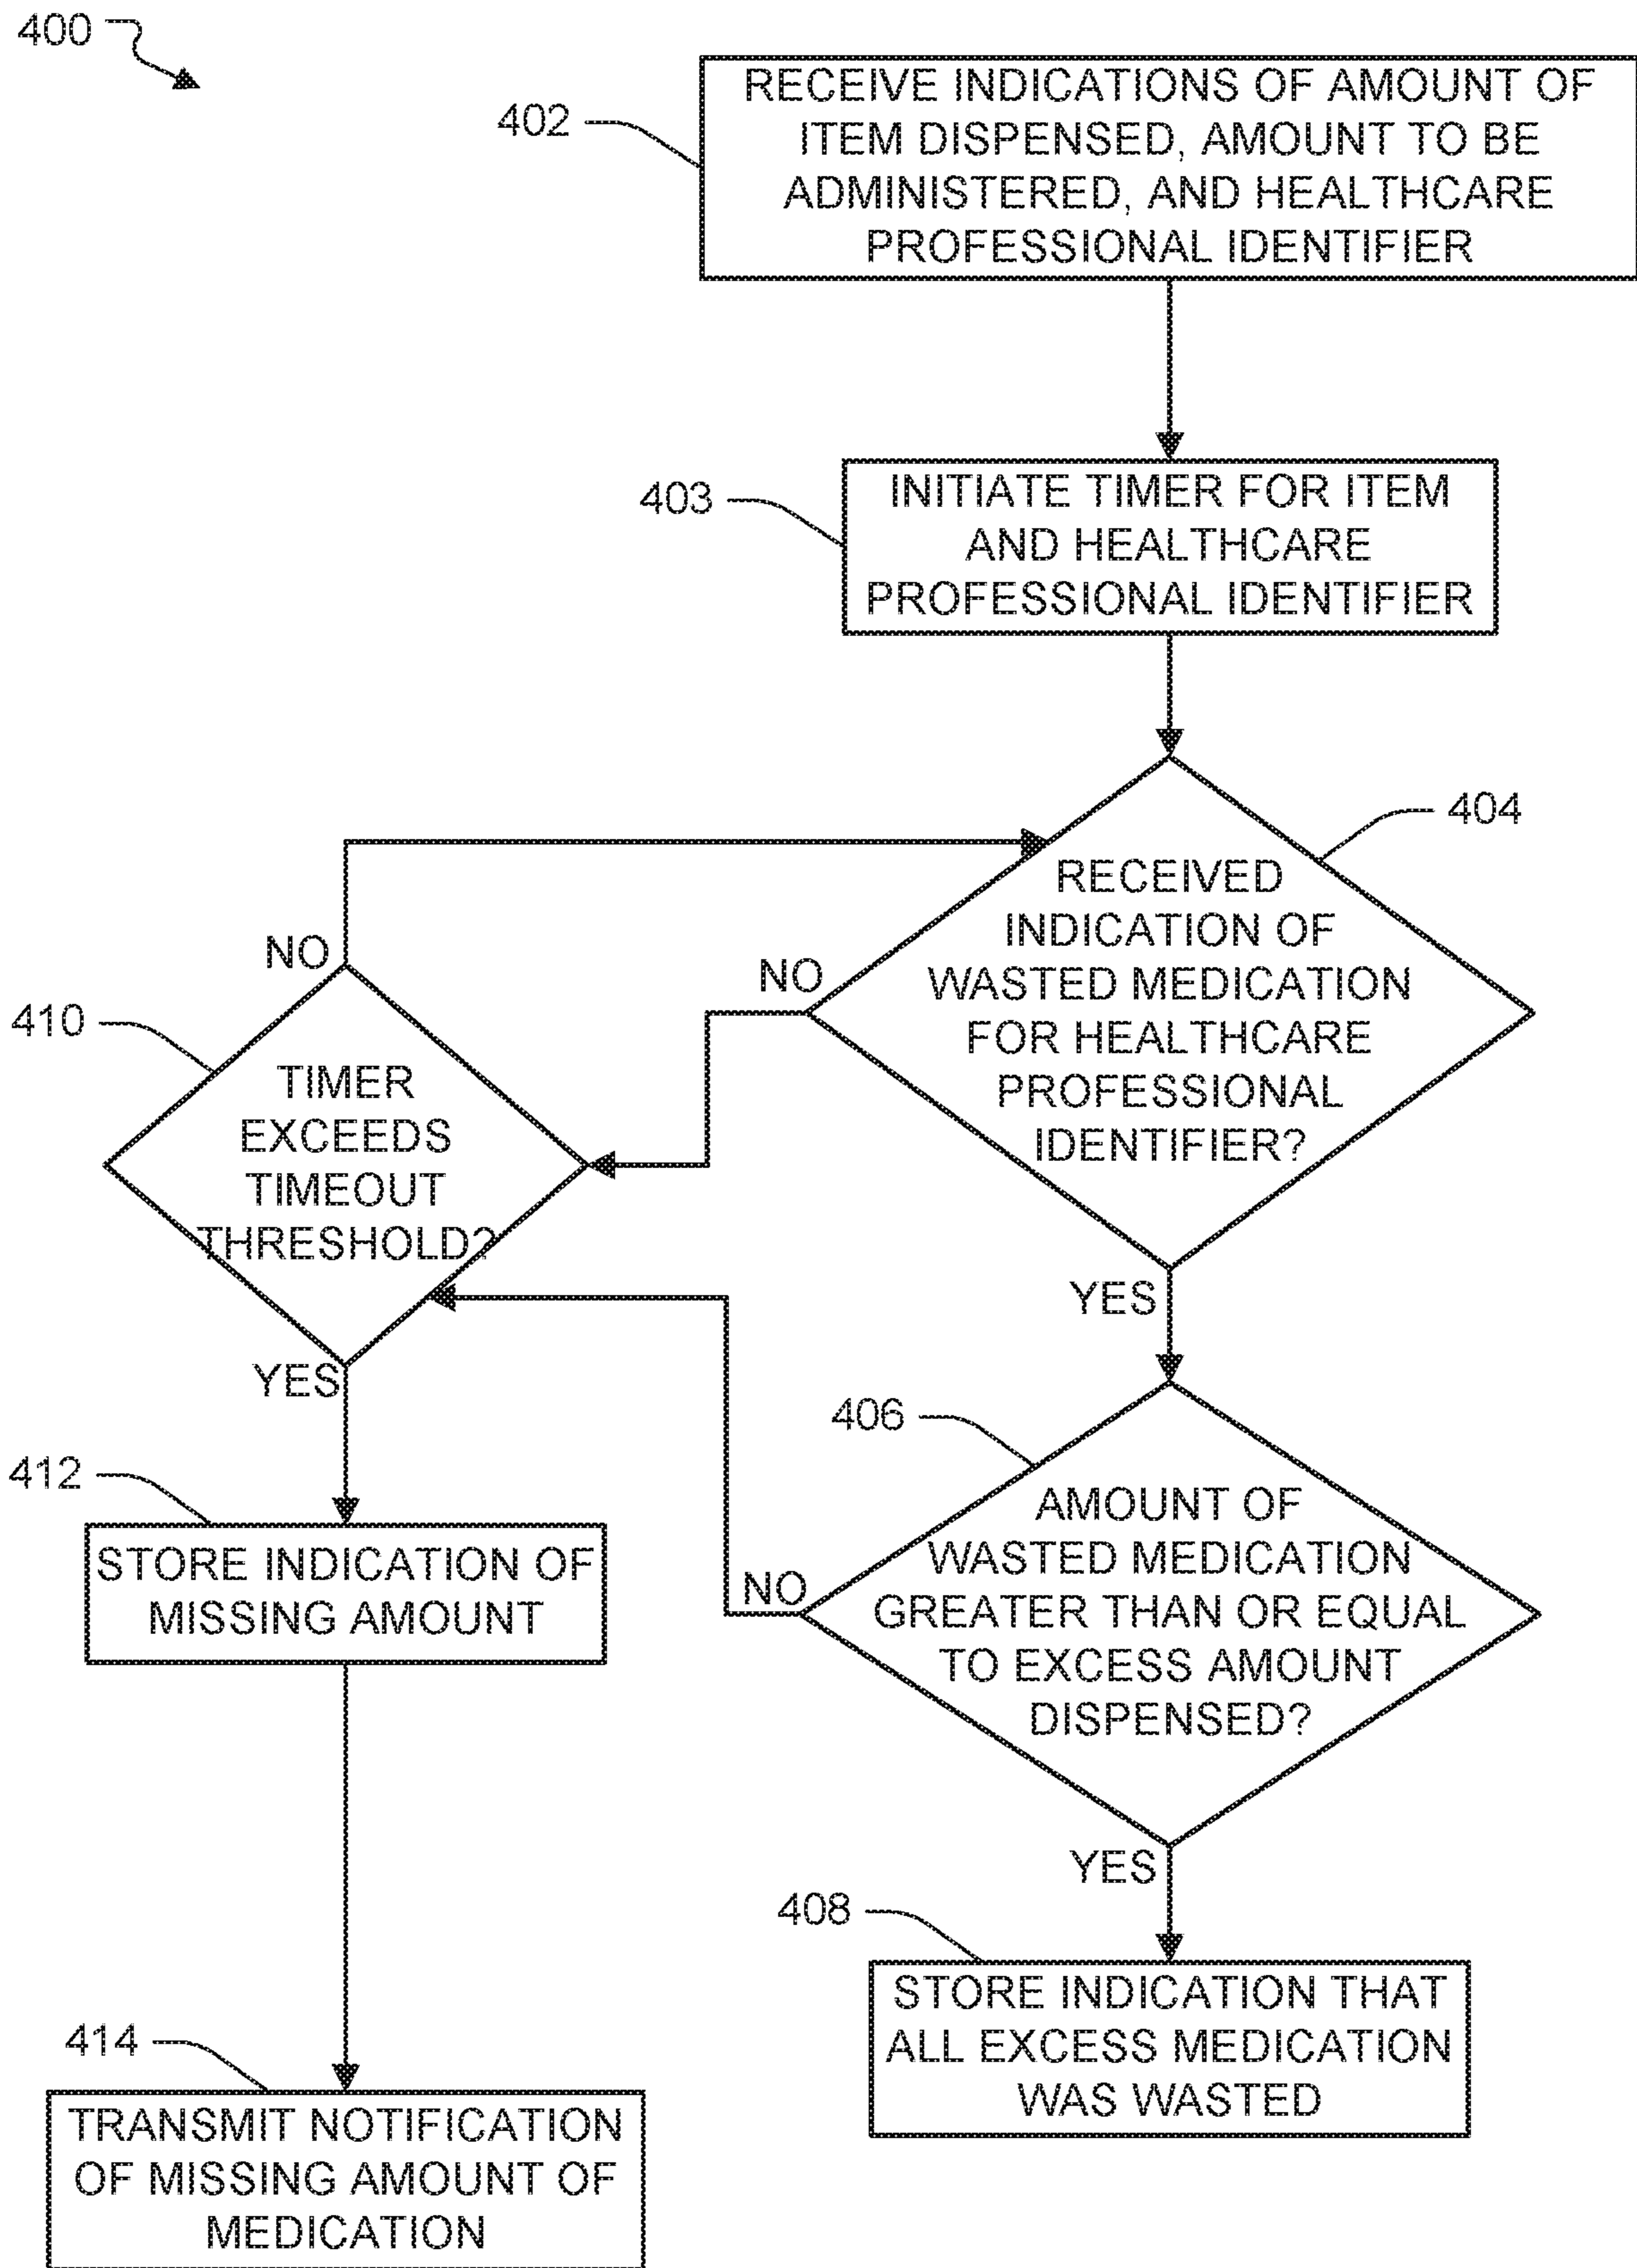 400
402
RECEIVE INDICATIONS OF AMOUNT OF
ITEM DISPENSED, AMOUNT TO BE
ADMINISTERED, AND HEALTHCARE
PROFESSIONAL IDENTIFIER
403
INITIATE TIMER FOR ITEM
AND HEALTHCARE
PROFESSIONAL IDENTIFIER
404
RECEIVED
INDICATION OF
WASTED MEDICATION
FOR HEALTHCARE
PROFESSIONAL
IDENTIFIER?
NO
YES
NO
410
TIMER
EXCEEDS
TIMEOUT
THRESHOLD?
YES
406
AMOUNT OF
WASTED MEDICATION
GREATER THAN OR EQUAL
TO EXCESS AMOUNT
DISPENSED?
NO
YES
412
STORE INDICATION OF
MISSING AMOUNT
408
STORE INDICATION THAT
ALL EXCESS MEDICATION
WAS WASTED
414
TRANSMIT NOTIFICATION
OF MISSING AMOUNT OF
MEDICATION